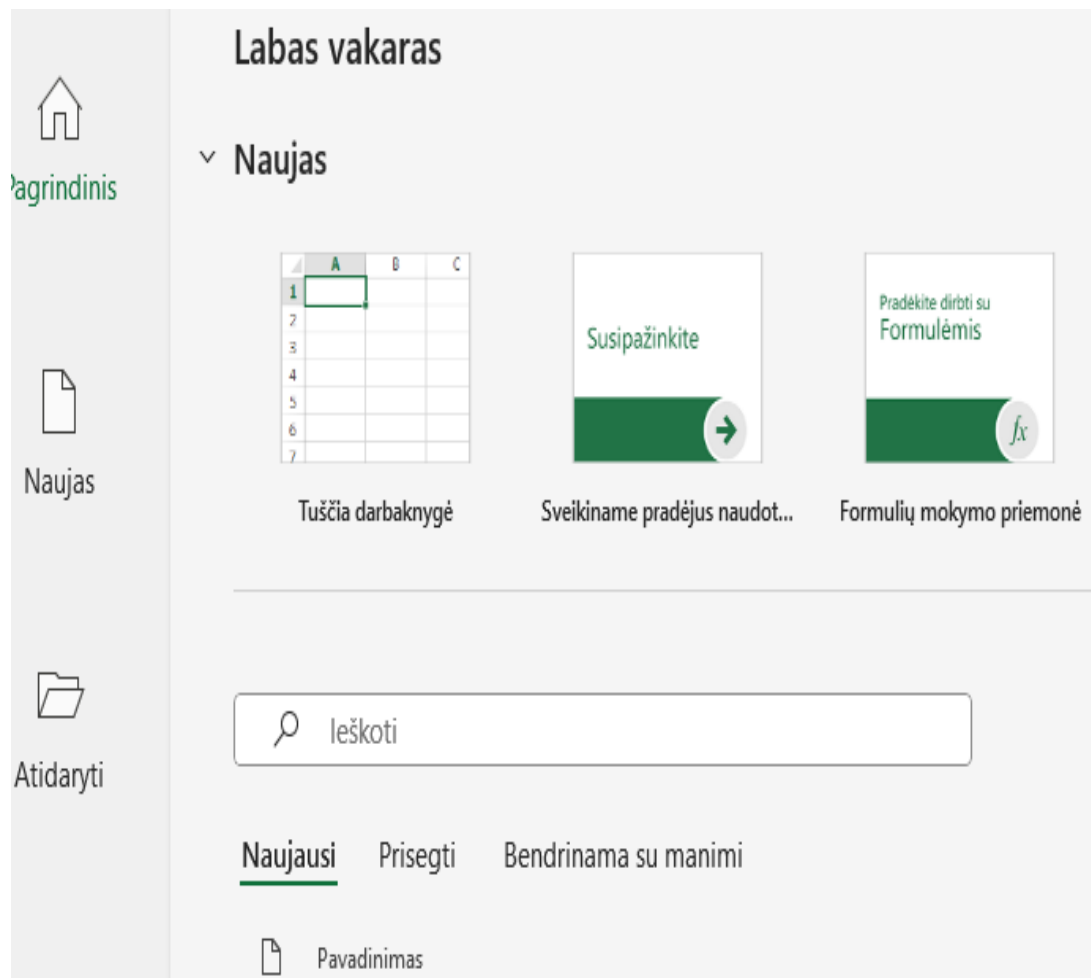 Labas vakaras
Pagrindinis
Naujas
A B C
1
2
3
4
5
6
7
Susipažinkite
Pradėkite dirbti su
Formulėmis
fx
Naujas
Tuščia darbaknygė
Sveikiname pradėjus naudot...
Formulių mokymo priemonė
Ieškoti
Atidaryti
Naujausi Prisegti Bendrinama su manimi
Pavadinimas